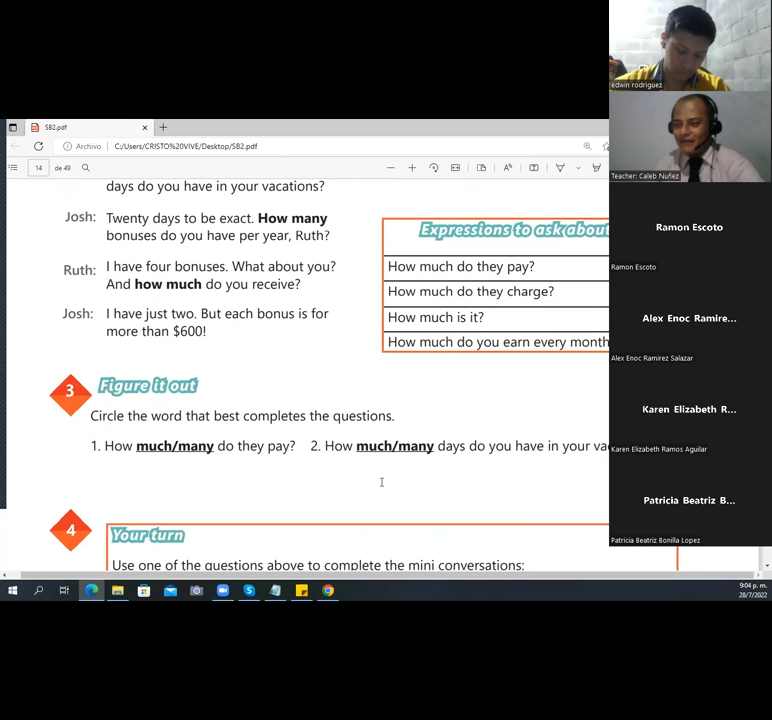 SB2.pdf
Archivo
C:/Users/CRISTO%20VIVE/Desktop/SB2.pdf
14 de 49
days do you have in your vacations?
Josh: Twenty days to be exact. How many
bonuses do you have per year, Ruth?
Ruth: I have four bonuses. What about you?
And how much do you receive?
Josh: I have just two. But each bonus is for
more than $600!
Expressions to ask about
How much do they pay?
How much do they charge?
How much is it?
How much do you earn every month
3 Figure it out
Circle the word that best completes the questions.
1. How much/many do they pay? 2. How much/many days do you have in your va
4 Your turn
Use one of the questions above to complete the mini conversations:
edwin rodriguez
Teacher: Caleb Nuñez
Ramon Escoto
Ramon Escoto
Alex Enoc Ramire...
Alex Enoc Ramirez Salazar
Karen Elizabeth R...
Karen Elizabeth Ramos Aguilar
Patricia Beatriz B...
Patricia Beatriz Bonilla Lopez
9:04 p. m.
28/7/2022